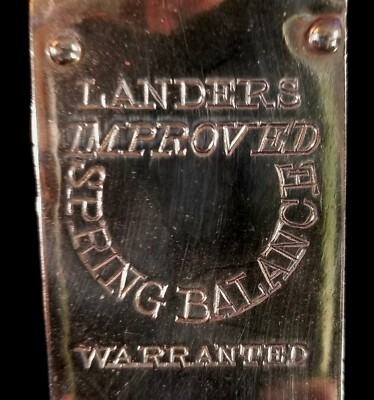 LANDERS
IMPROVED
SPRING BALANCE
WARRANTED